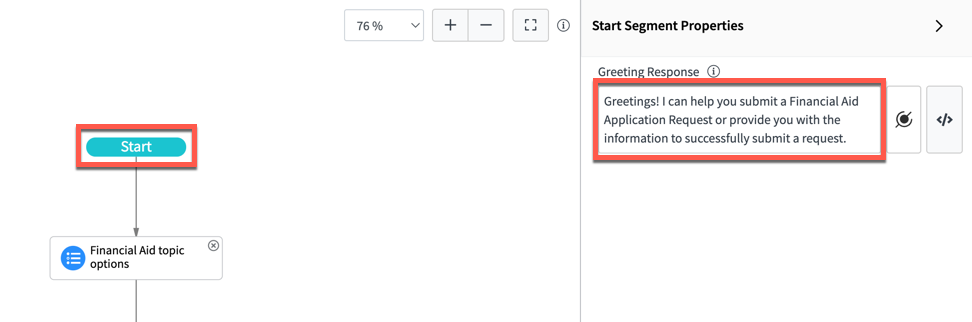 76 %
Start Segment Properties
Greeting Response
Greetings! I can help you submit a Financial Aid
Application Request or provide you with the
information to successfully submit a request.
Start
Financial Aid topic
options